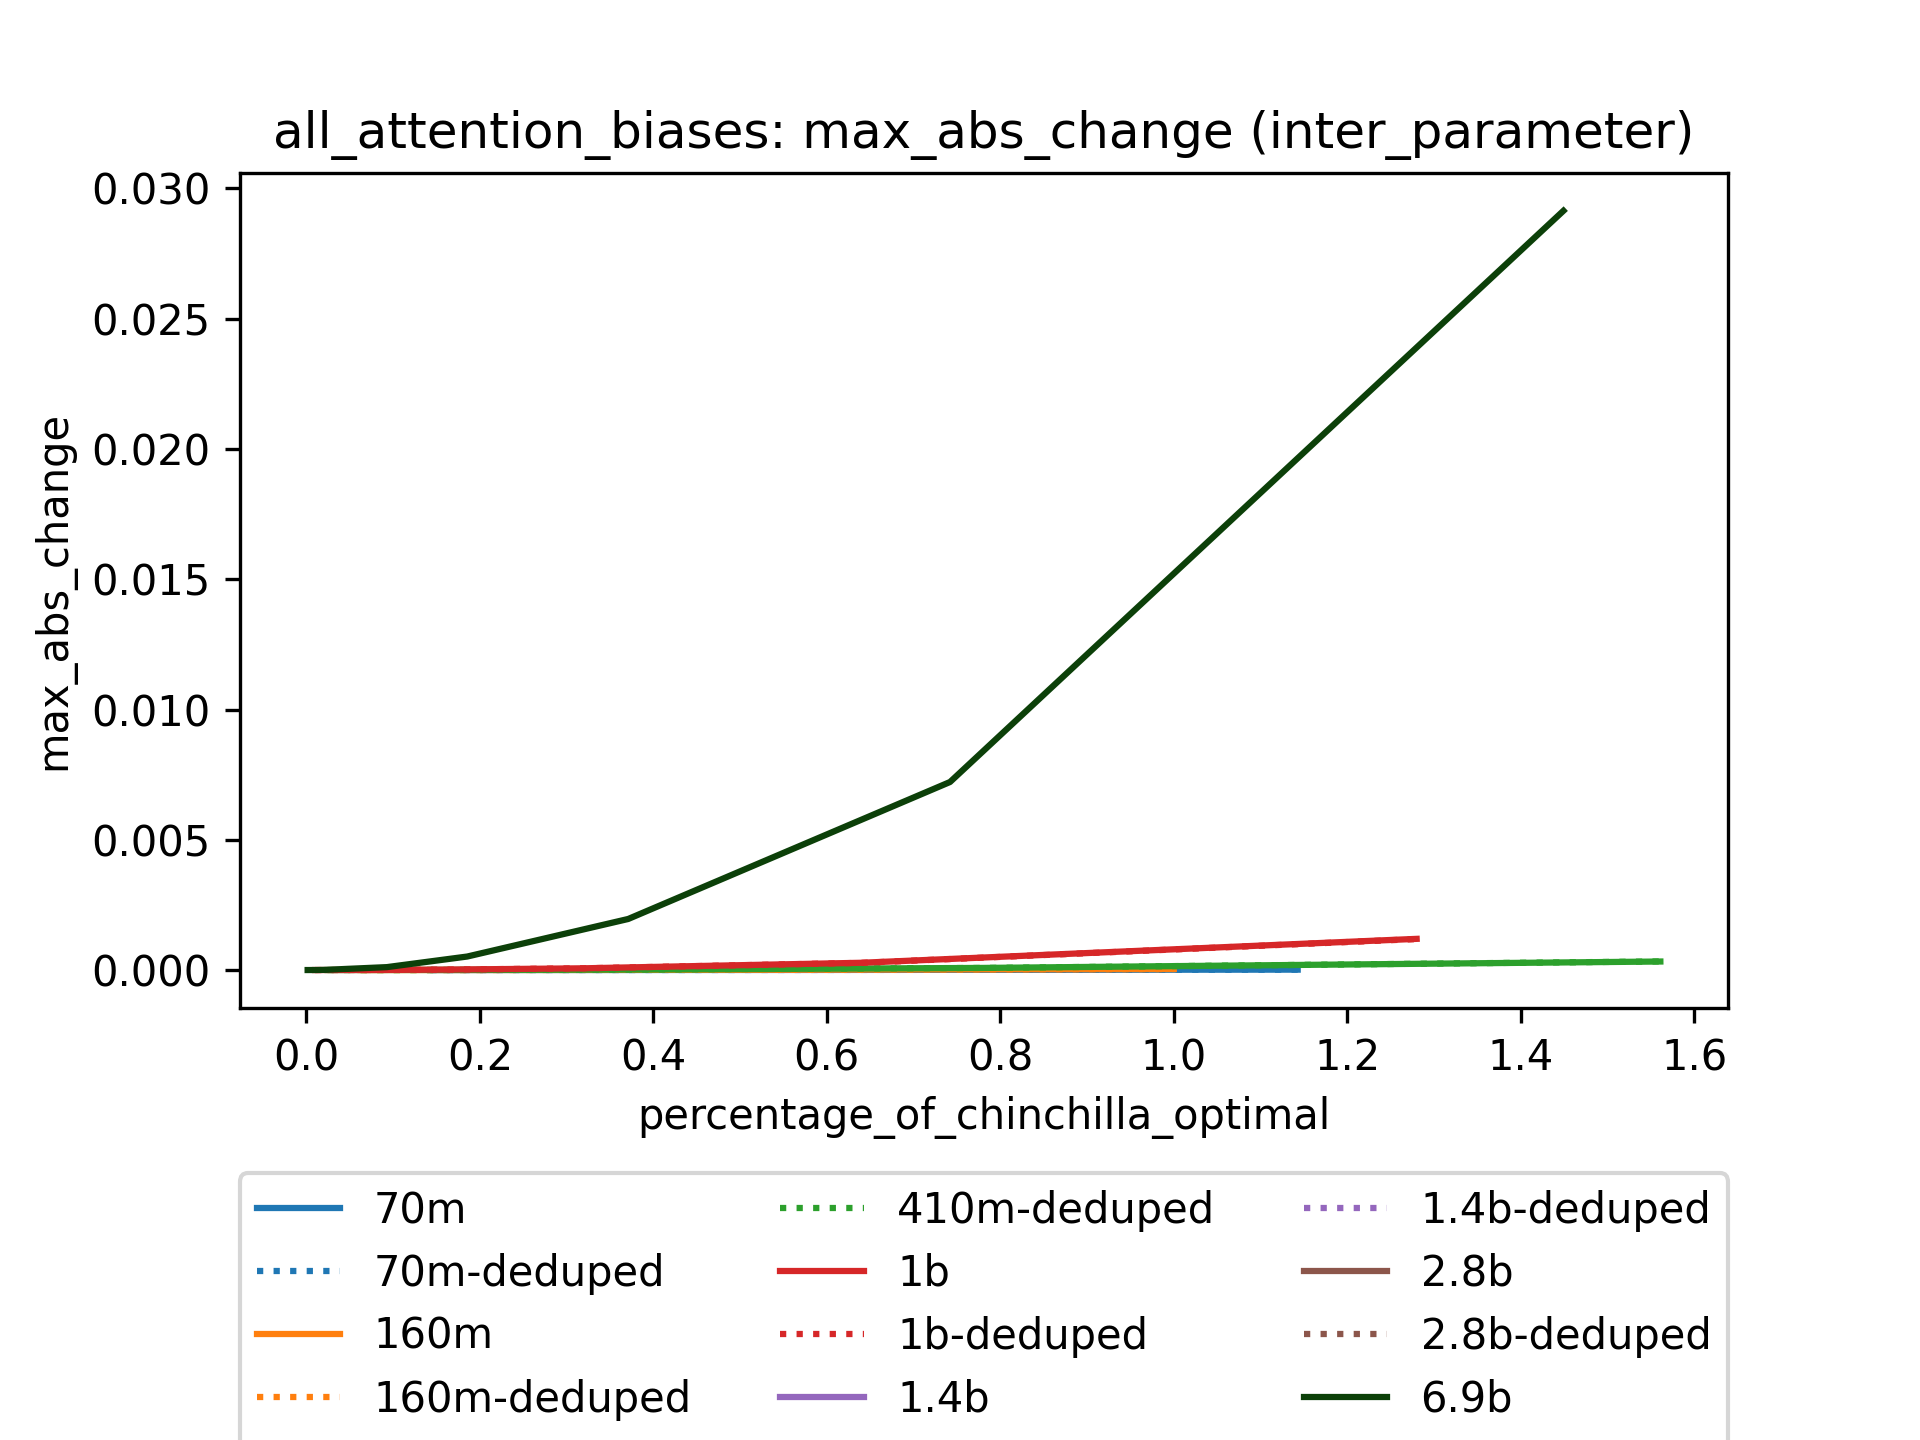 all_attention_biases: max_abs_change (inter_parameter)
0.030
0.025
0.020
0.015
0.010
0.005
0.000
max_abs_change
0.0 0.2 0.4 0.6 0.8 1.0 1.2 1.4 1.6
percentage_of_chinchilla_optimal
70m
70m-deduped
160m
160m-deduped
410m-deduped
1b
1b-deduped
1.4b
1.4b-deduped
2.8b
2.8b-deduped
6.9b